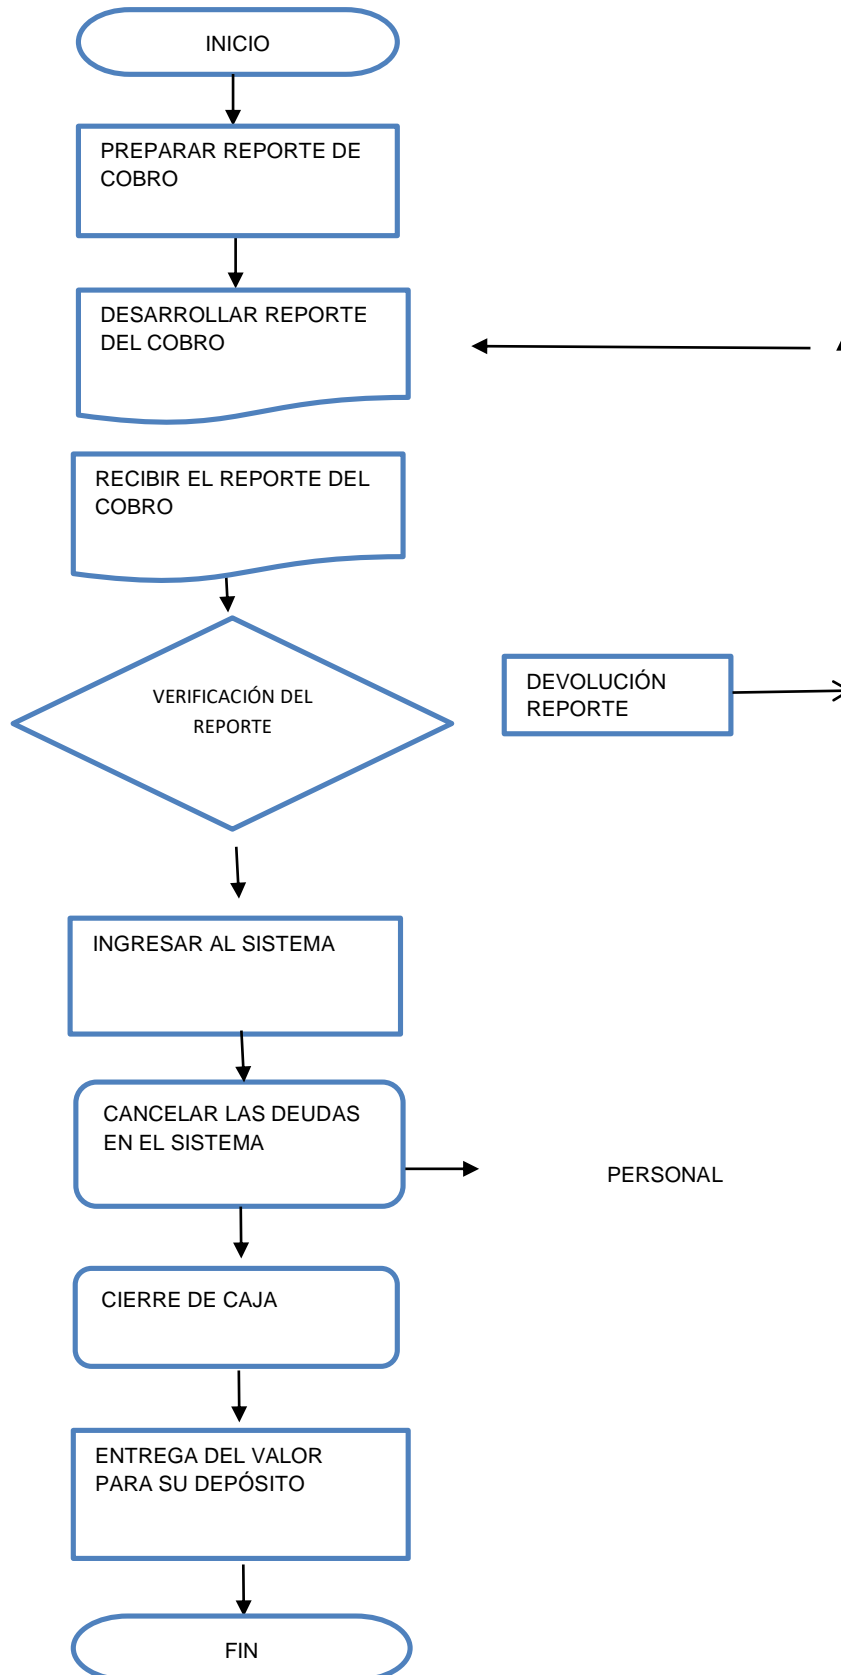 INICIO
PREPARAR REPORTE DE
COBRO
DESARROLLAR REPORTE
DEL COBRO
RECIBIR EL REPORTE DEL
COBRO
VERIFICACIÓN DEL
REPORTE
DEVOLUCIÓN
REPORTE
INGRESAR AL SISTEMA
CANCELAR LAS DEUDAS
EN EL SISTEMA
PERSONAL
CIERRE DE CAJA
ENTREGA DEL VALOR
PARA SU DEPÓSITO
FIN